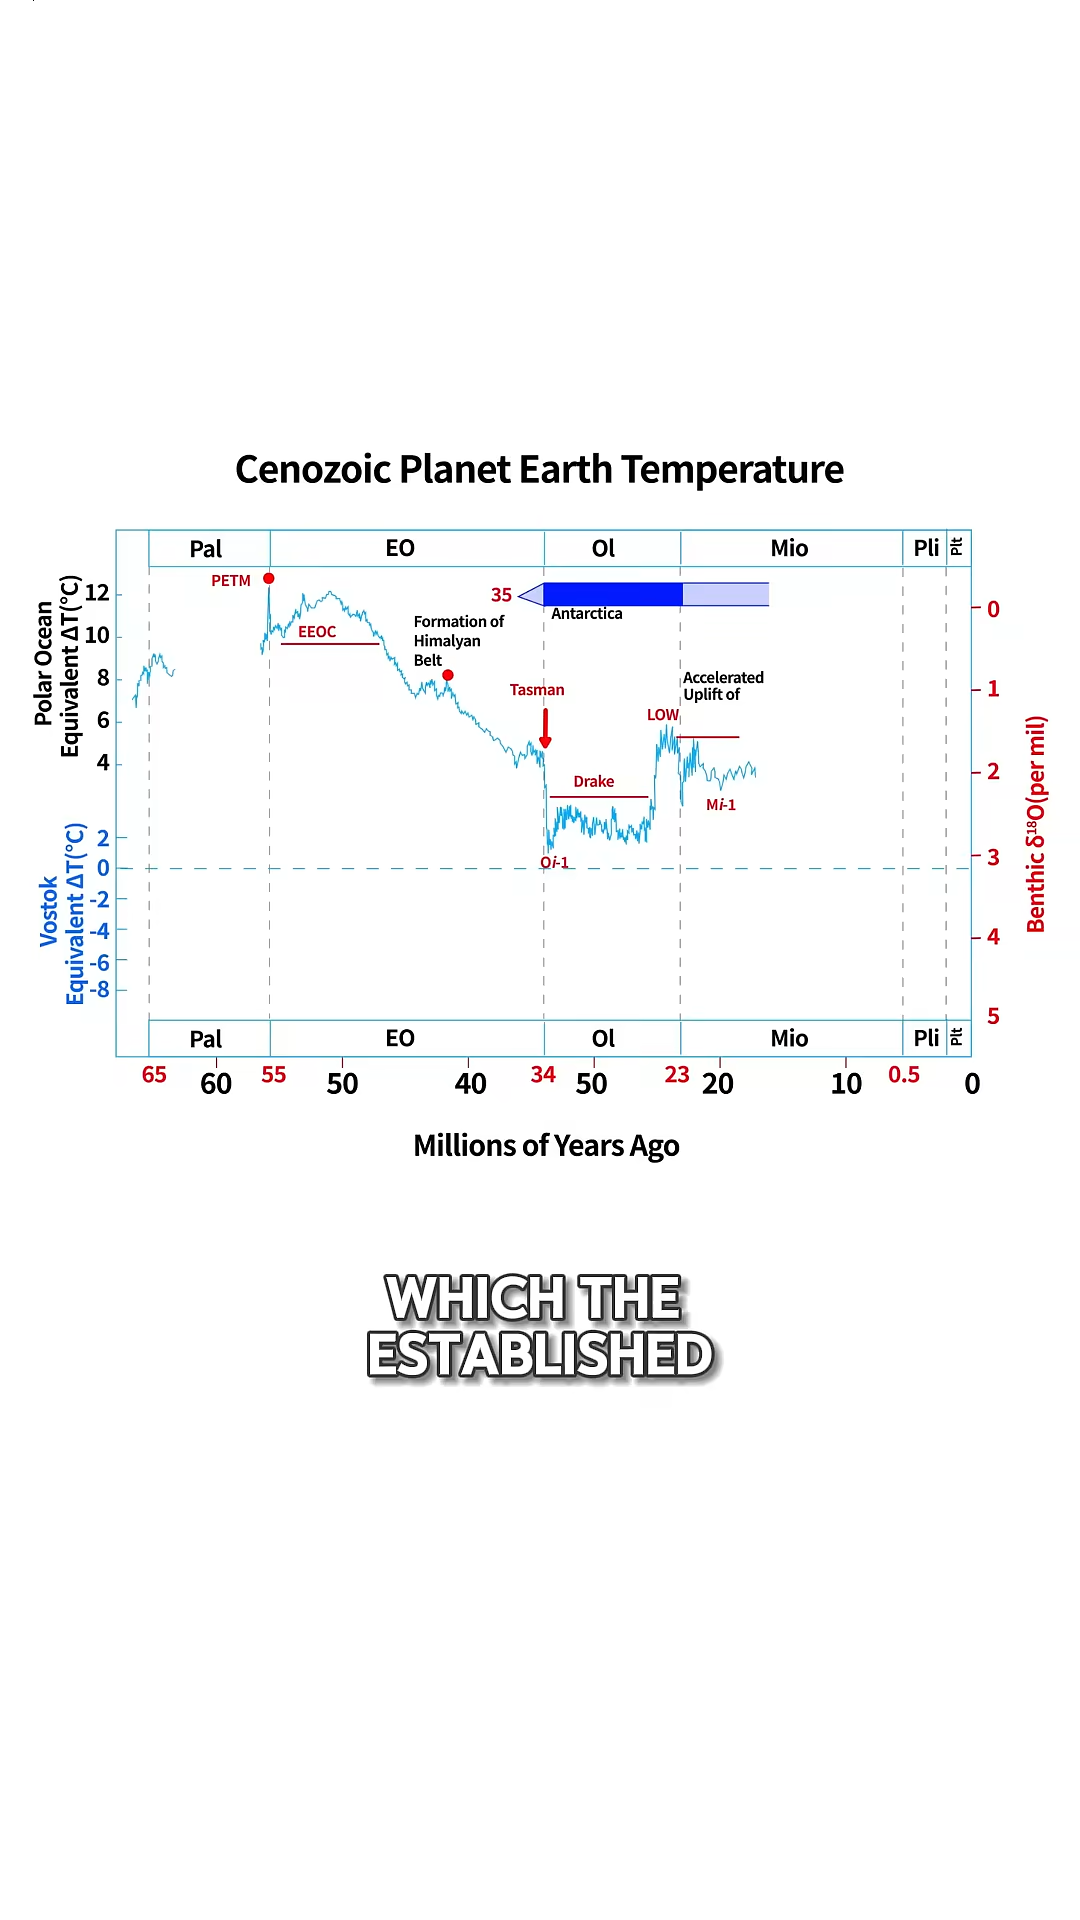 Cenozoic Planet Earth Temperature
Pal EO Ol Mio Pli Plt
PETM
EEOC
Formation of
Himalyan
Belt
35
Antarctica
Tasman
Accelerated
Uplift of
LOW
Drake
Mi-1
Oi-1
Polar Ocean
Equivalent ΔT(°C)
12
10
8
6
4
Vostok
Equivalent ΔT(°C)
2
0
-2
-4
-6
-8
0
1
2
3
4
5
Benthic δ¹⁸O(per mil)
Pal EO Ol Mio Pli Plt
65 60 55 50 40 34 50 23 20 10 0.5 0
Millions of Years Ago
WHICH THE
ESTABLISHED